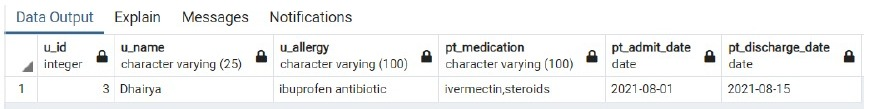 Data Output Explain Messages Notifications
u_id u_name u_allergy pt_medication pt_admit_date pt_discharge_date
integer character varying (25) character varying (100) character varying (100) date date
1 3 Dhairya ibuprofen antibiotic ivermectin,steroids 2021-08-01 2021-08-15